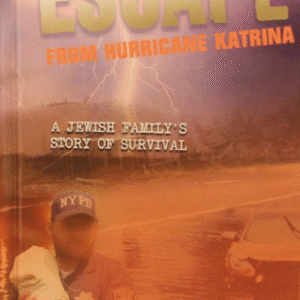 ESCAPE
FROM HURRICANE KATRINA
A JEWISH FAMILY'S
STORY OF SURVIVAL
NYPD